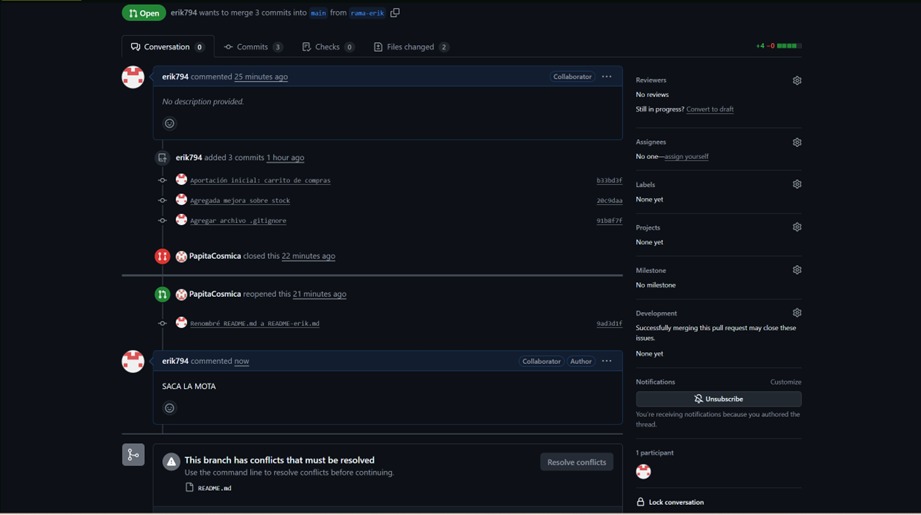 Open erik794 wants to merge 3 commits into main from rama-erik
Conversation 0 Commits 3 Checks 0 Files changed 2 +4 −0
erik794 commented 25 minutes ago Collaborator ...
No description provided.
erik794 added 3 commits 1 hour ago
Aportación inicial: carrito de compras b33bd3f
Agregada mejora sobre stock 20c9daa
Agregar archivo .gitignore 91b8f7f
PapitaCosmica closed this 22 minutes ago
PapitaCosmica reopened this 21 minutes ago
Renombré README.md a README-erik.md 9ad3d1f
erik794 commented now Collaborator Author ...
SACA LA MOTA
This branch has conflicts that must be resolved
Use the command line to resolve conflicts before continuing.
README.md
Resolve conflicts
Reviewers
No reviews
Still in progress? Convert to draft
Assignees
No one—assign yourself
Labels
None yet
Projects
None yet
Milestone
No milestone
Development
Successfully merging this pull request may close these
issues.
None yet
Notifications Customize
Unsubscribe
You're receiving notifications because you authored the
thread.
1 participant
Lock conversation